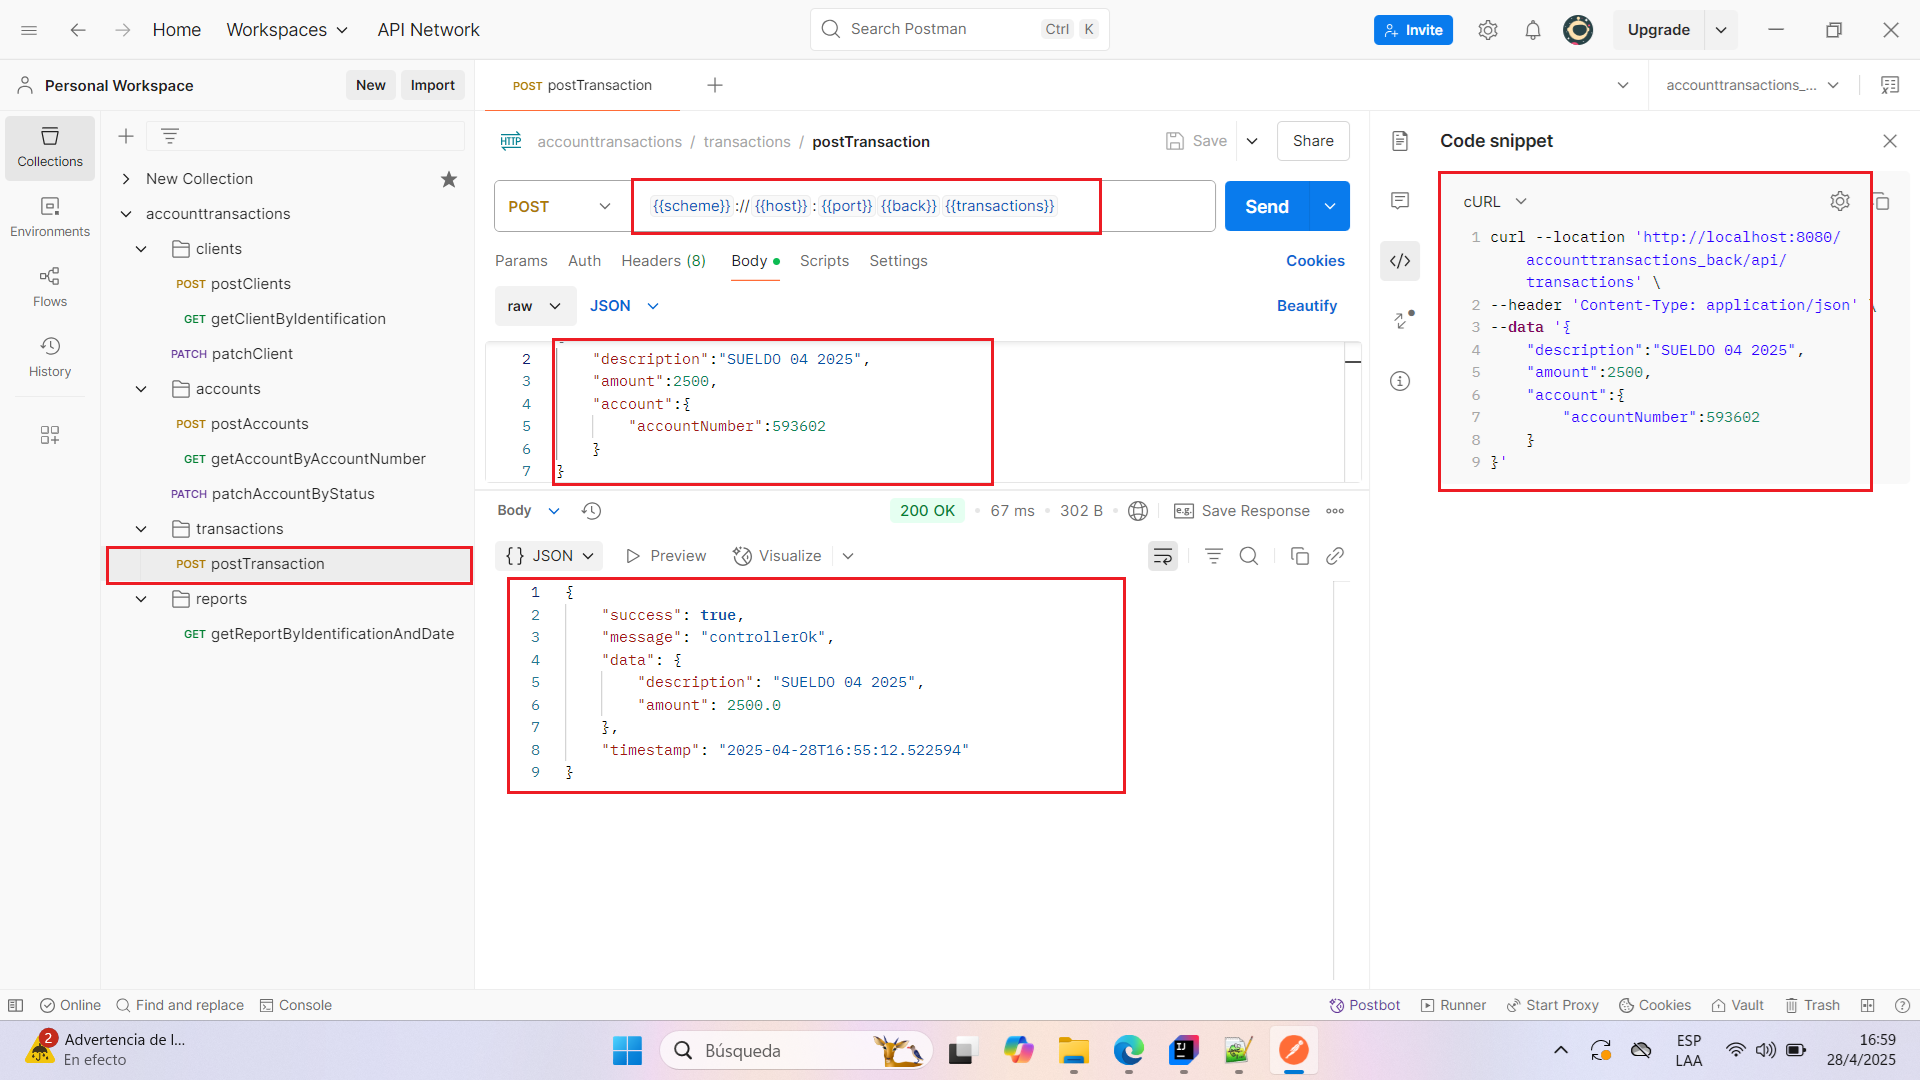 Home
Workspaces
API Network
Search Postman
Ctrl
K
Invite
Upgrade
Personal Workspace
New
Import
POST postTransaction
accounttransactions_...
Collections
Environments
Flows
History
New Collection
accounttransactions
clients
POST postClients
GET getClientByIdentification
PATCH patchClient
accounts
POST postAccounts
GET getAccountByAccountNumber
PATCH patchAccountByStatus
transactions
POST postTransaction
reports
GET getReportByIdentificationAndDate
HTTP accounttransactions / transactions / postTransaction
Save
Share
POST
{{scheme}} :// {{host}} : {{port}} {{back}} {{transactions}}
Send
Params
Auth
Headers (8)
Body
Scripts
Settings
Cookies
raw
JSON
Beautify
2 "description":"SUELDO 04 2025",
3 "amount":2500,
4 "account":{
5 "accountNumber":593602
6 }
7 }
Body
200 OK
67 ms
302 B
e.g. Save Response
{} JSON
Preview
Visualize
1 {
2 "success": true,
3 "message": "controllerOk",
4 "data": {
5 "description": "SUELDO 04 2025",
6 "amount": 2500.0
7 },
8 "timestamp": "2025-04-28T16:55:12.522594"
9 }
Code snippet
cURL
1 curl --location 'http://localhost:8080/
accounttransactions_back/api/
transactions' \
2 --header 'Content-Type: application/json' \
3 --data '{
4 "description":"SUELDO 04 2025",
5 "amount":2500,
6 "account":{
7 "accountNumber":593602
8 }
9 }'
Online
Find and replace
Console
Postbot
Runner
Start Proxy
Cookies
Vault
Trash
2
Advertencia de l...
En efecto
Búsqueda
IJ
ESP
LAA
16:59
28/4/2025